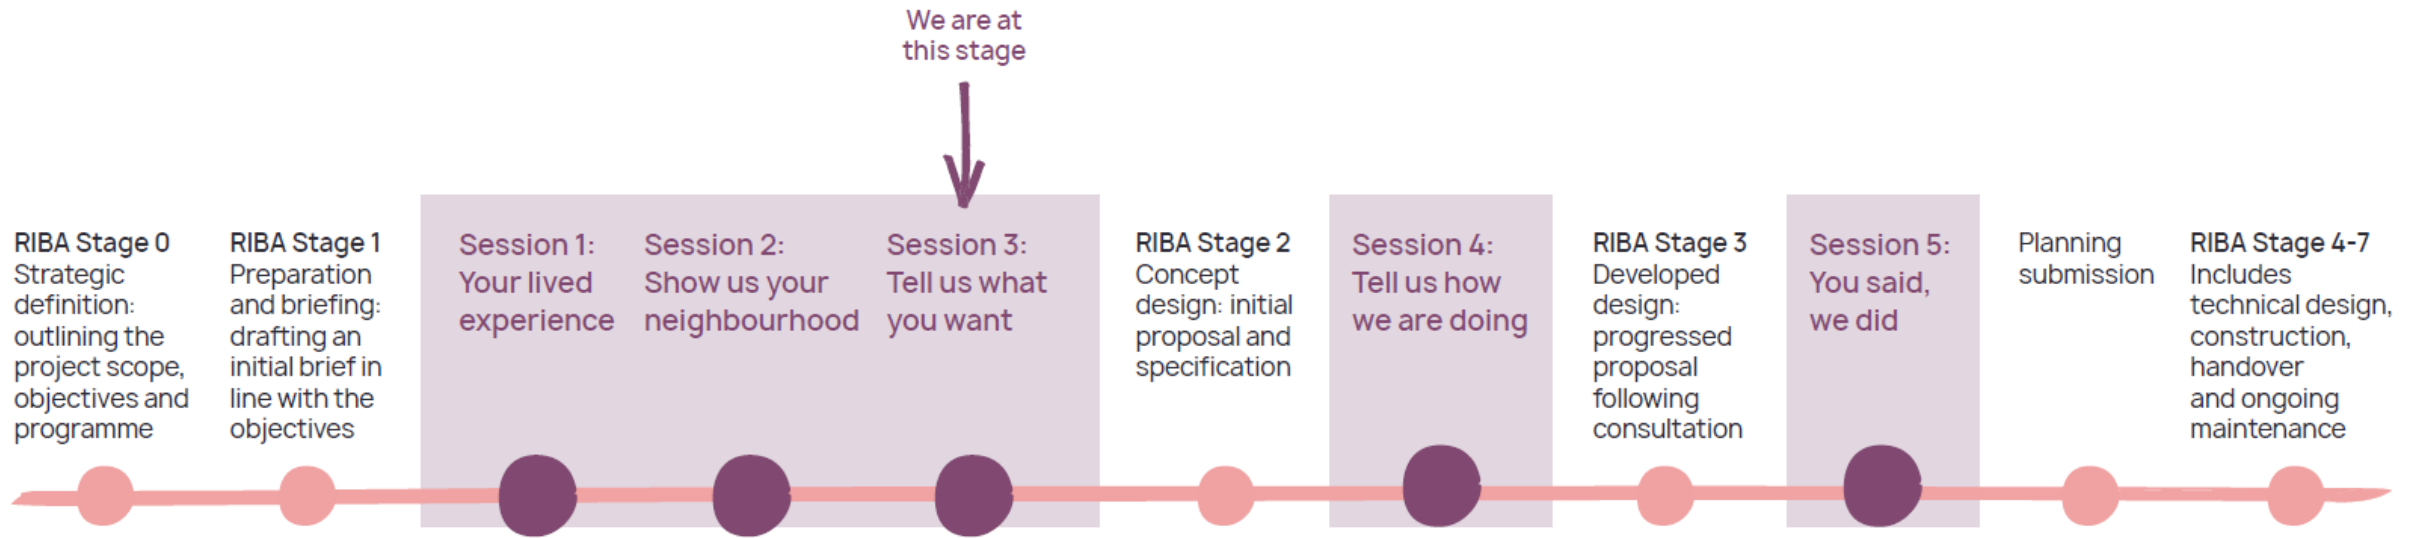 We are at
this stage
RIBA Stage 0
Strategic
definition:
outlining the
project scope,
objectives and
programme
RIBA Stage 1
Preparation
and briefing:
drafting an
initial brief in
line with the
objectives
Session 1:
Your lived
experience
Session 2:
Show us your
neighbourhood
Session 3:
Tell us what
you want
RIBA Stage 2
Concept
design: initial
proposal and
specification
Session 4:
Tell us how
we are doing
RIBA Stage 3
Developed
design:
progressed
proposal
following
consultation
Session 5:
You said,
we did
Planning
submission
RIBA Stage 4-7
Includes
technical design,
construction,
handover
and ongoing
maintenance